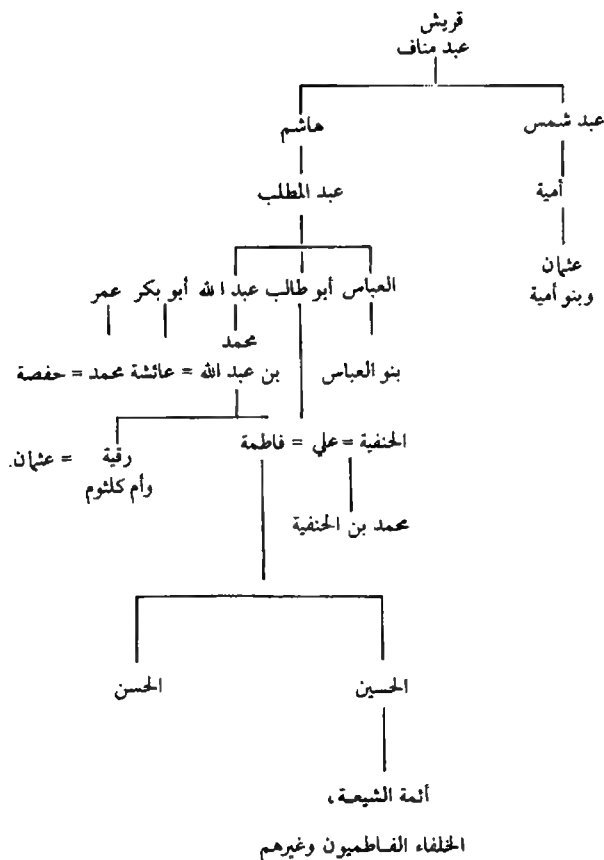 قريش
عبد مناف
عبد شمس
هاشم
أمية
عبد المطلب
عثمان
وبنو أمية
العباس أبو طالب عبد الله أبو بكر عمر
محمد
بنو العباس
بن عبد الله = عائشة محمد = حفصة
الحنفية = علي = فاطمة
رقية = عثمان.
وأم كلثوم
محمد بن الحنفية
الحسين
الحسن
أئمة الشيعة،
الخلفاء الفاطميون وغيرهم